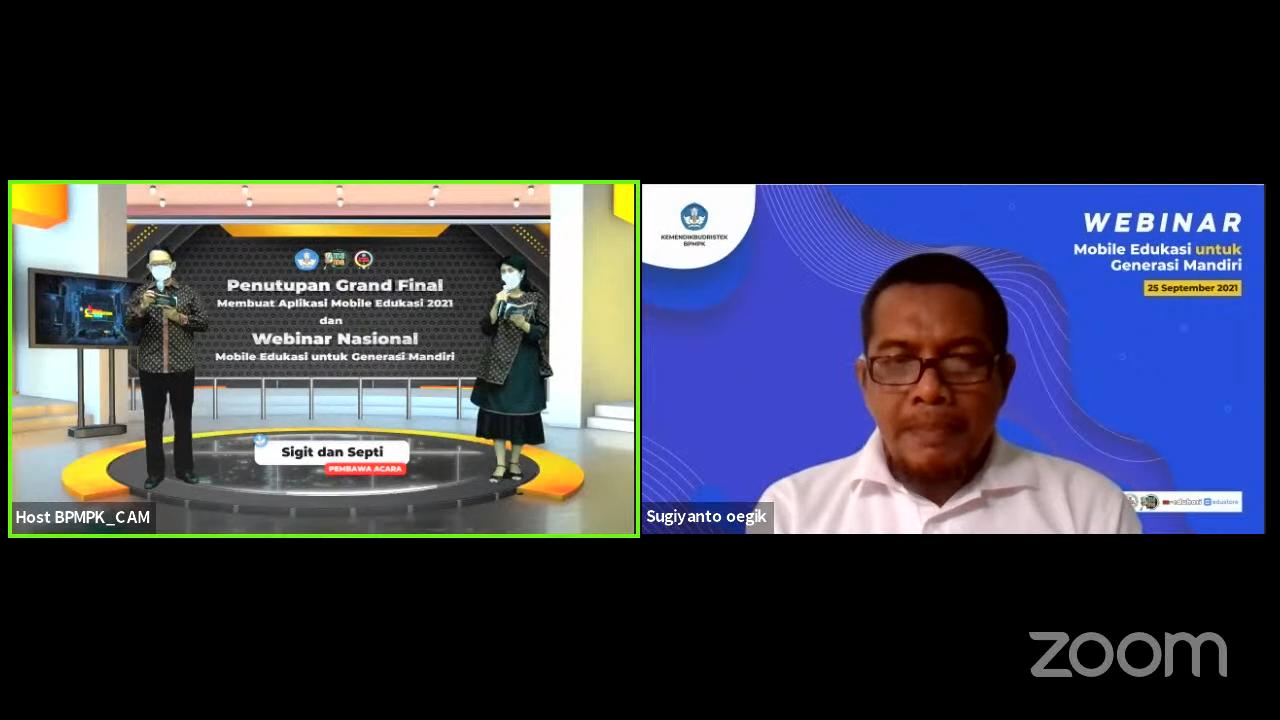 Penutupan Grand Final
Membuat Aplikasi Mobile Edukasi 2021
dan
Webinar Nasional
Mobile Edukasi untuk Generasi Mandiri
Sigit dan Septi
PEMBAWA ACARA
Host BPMPK_CAM
KEMENDIKBUDRISTEK
BPMPK
WEBINAR
Mobile Edukasi untuk
Generasi Mandiri
25 September 2021
Sugiyanto oegik
edustore
zoom